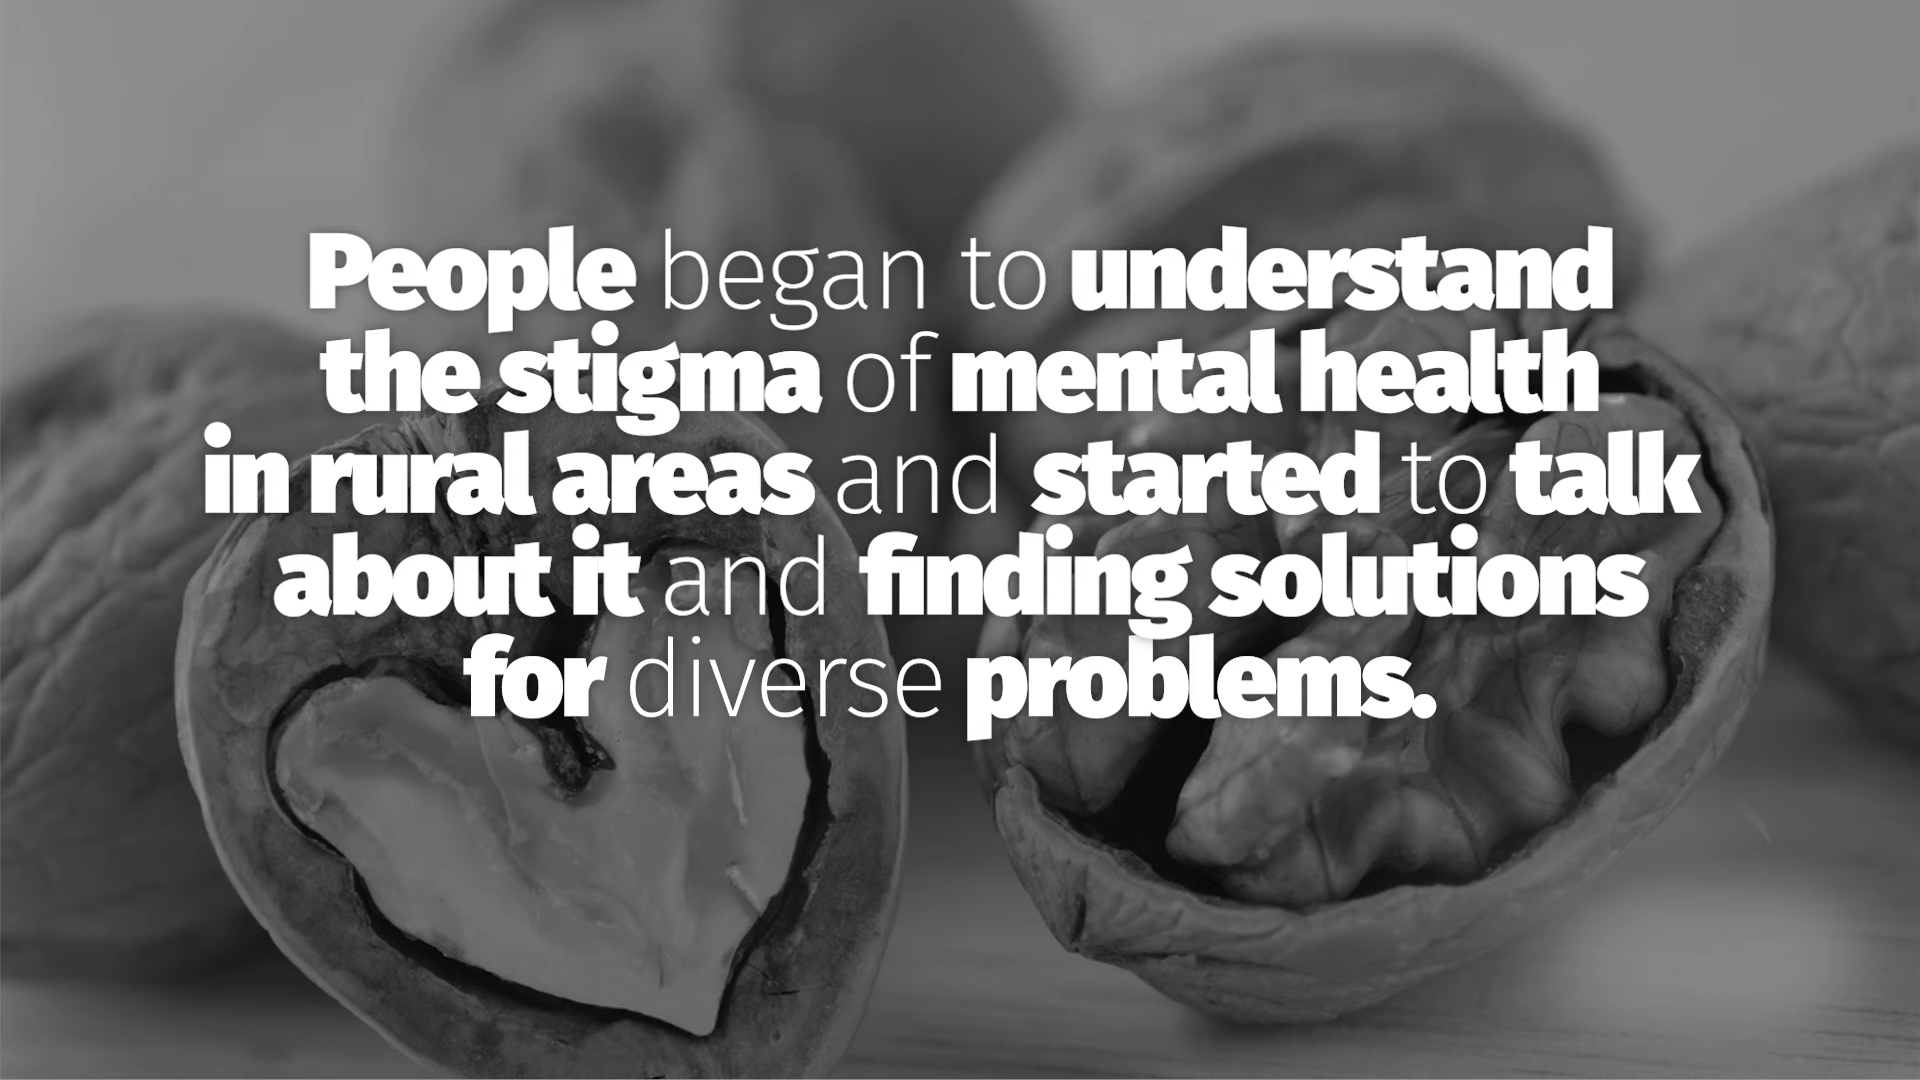 People began to understand
the stigma of mental health
in rural areas and started to talk
about it and finding solutions
for diverse problems.